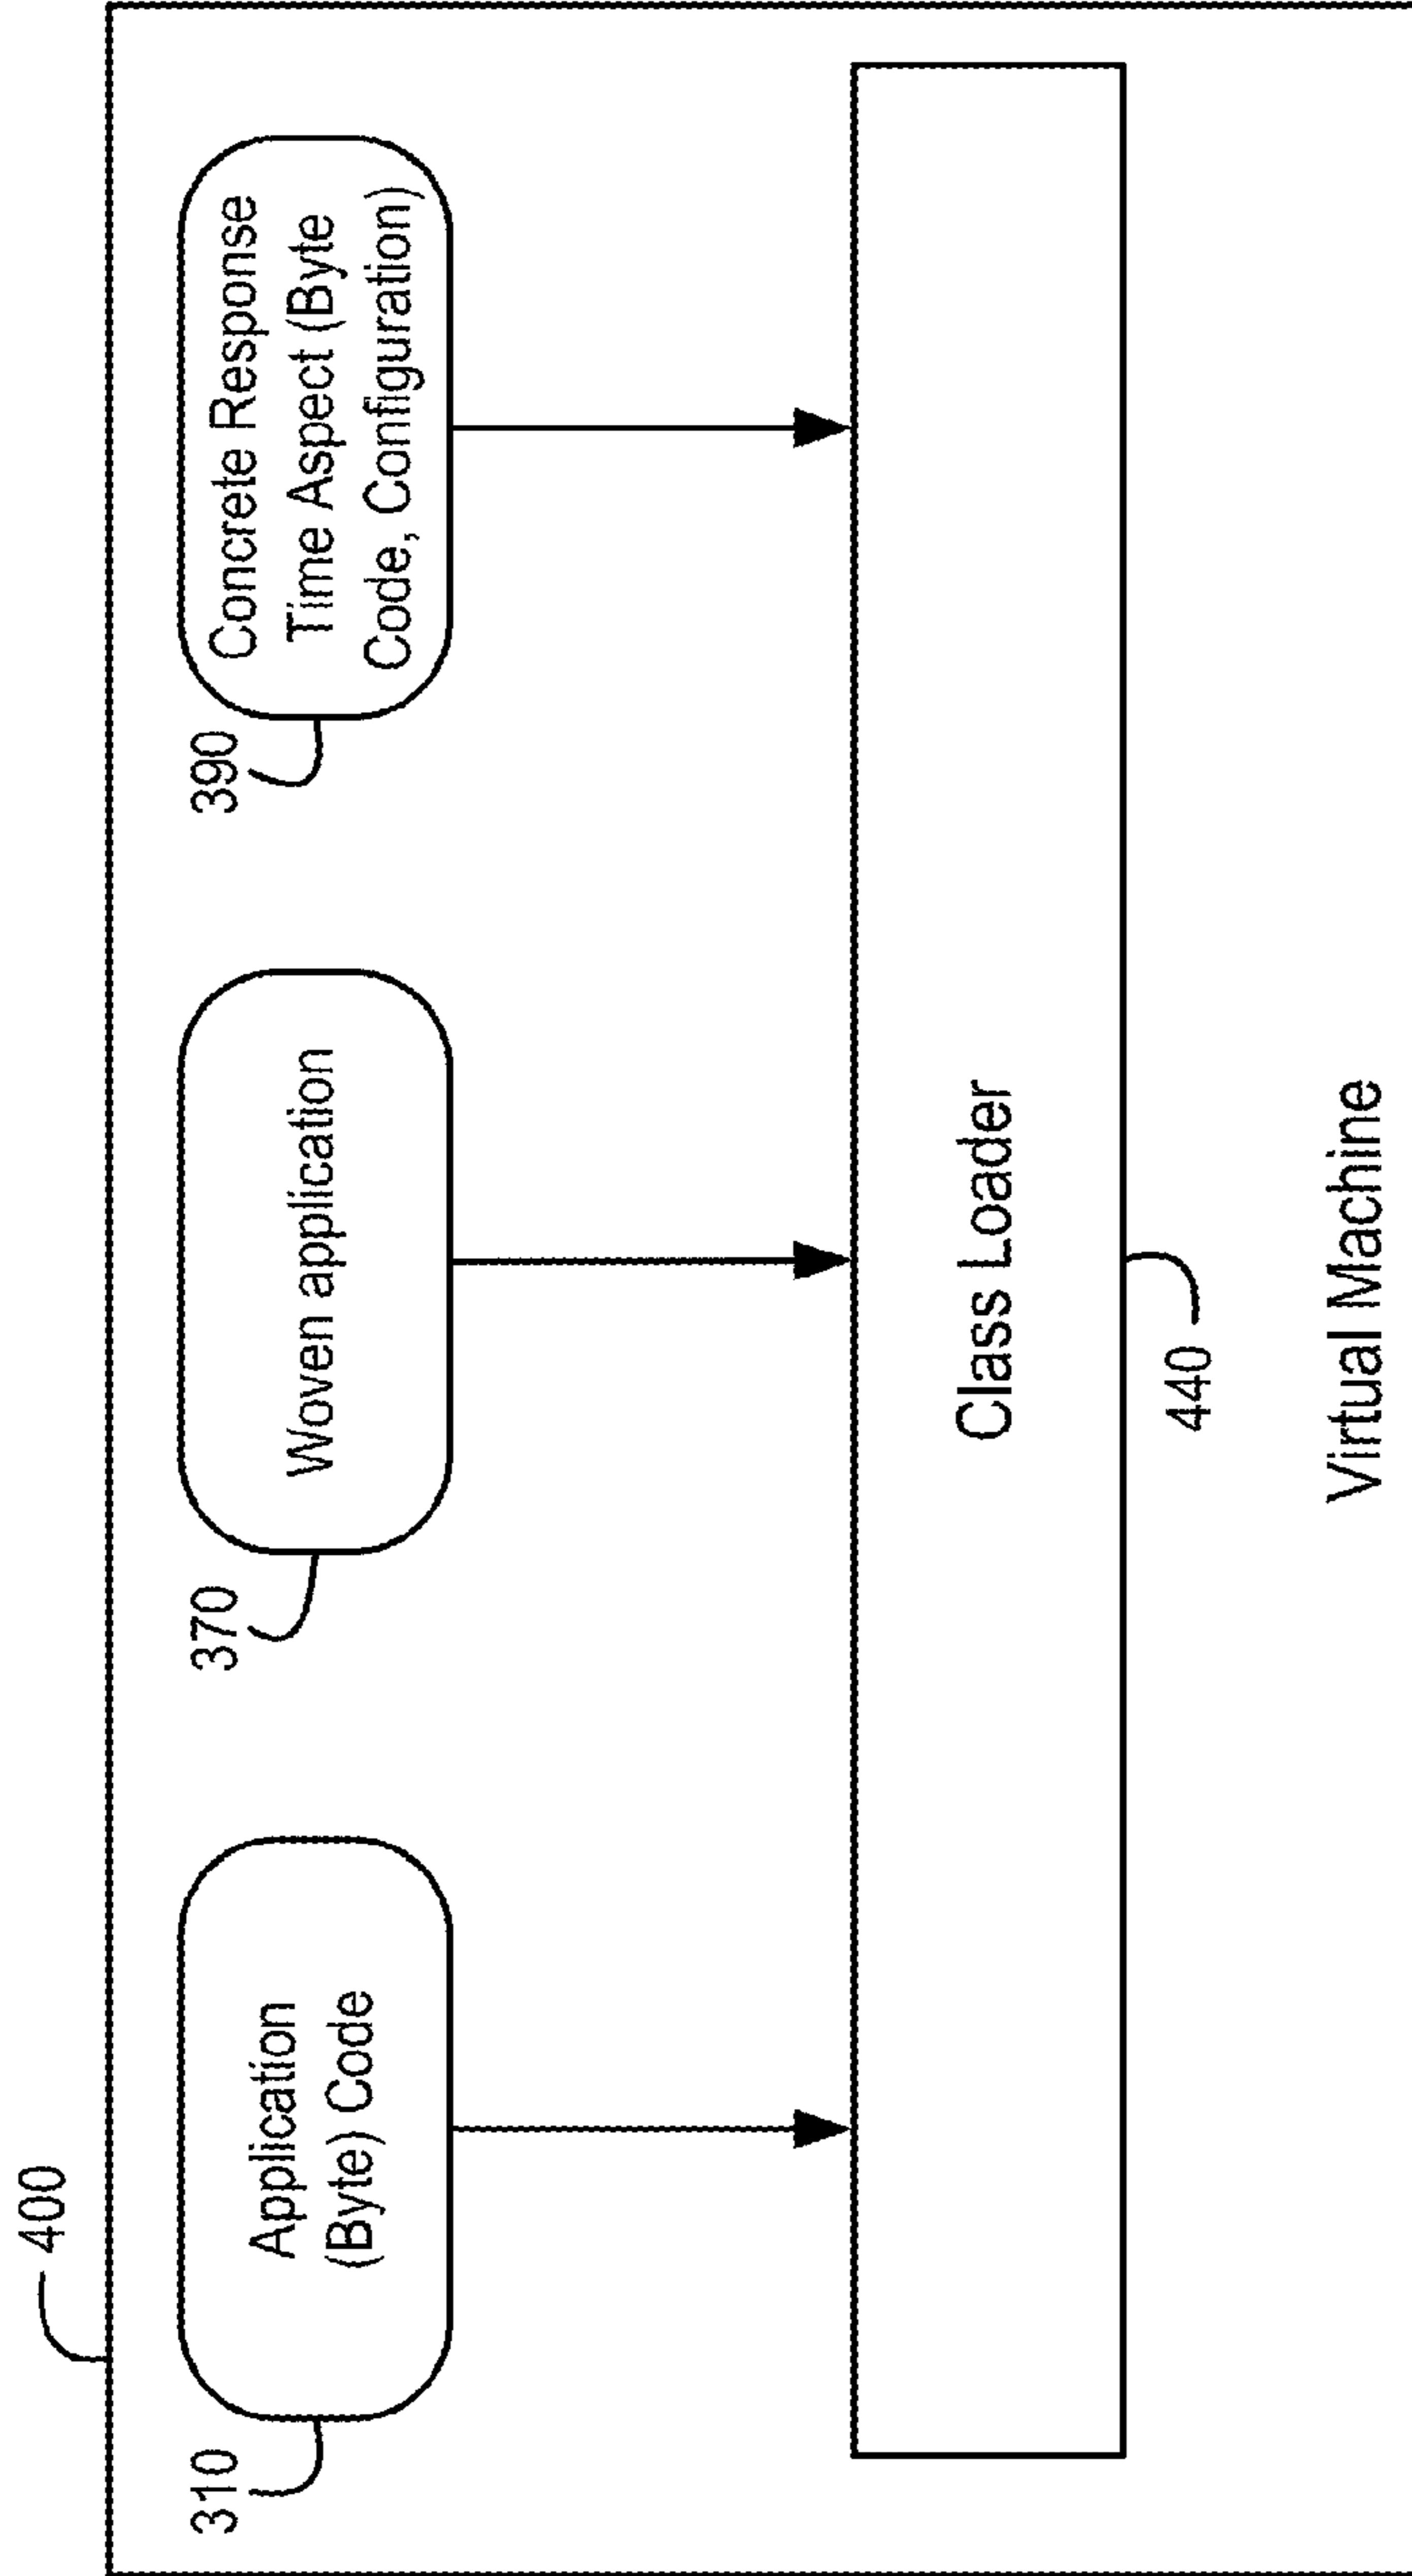 400
310
Application
(Byte) Code
370
Woven application
390
Concrete Response
Time Aspect (Byte
Code, Configuration)
Class Loader
440
Virtual Machine